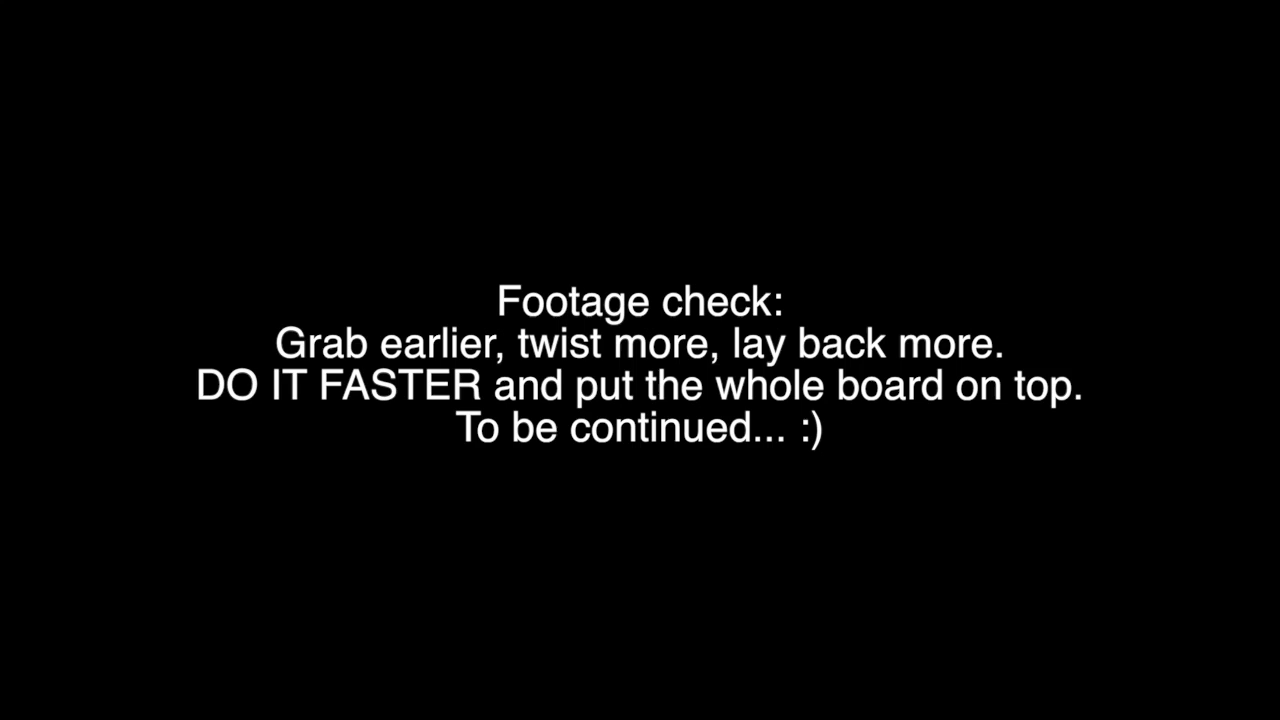 Footage check:
Grab earlier, twist more, lay back more.
DO IT FASTER and put the whole board on top.
To be continued... :)